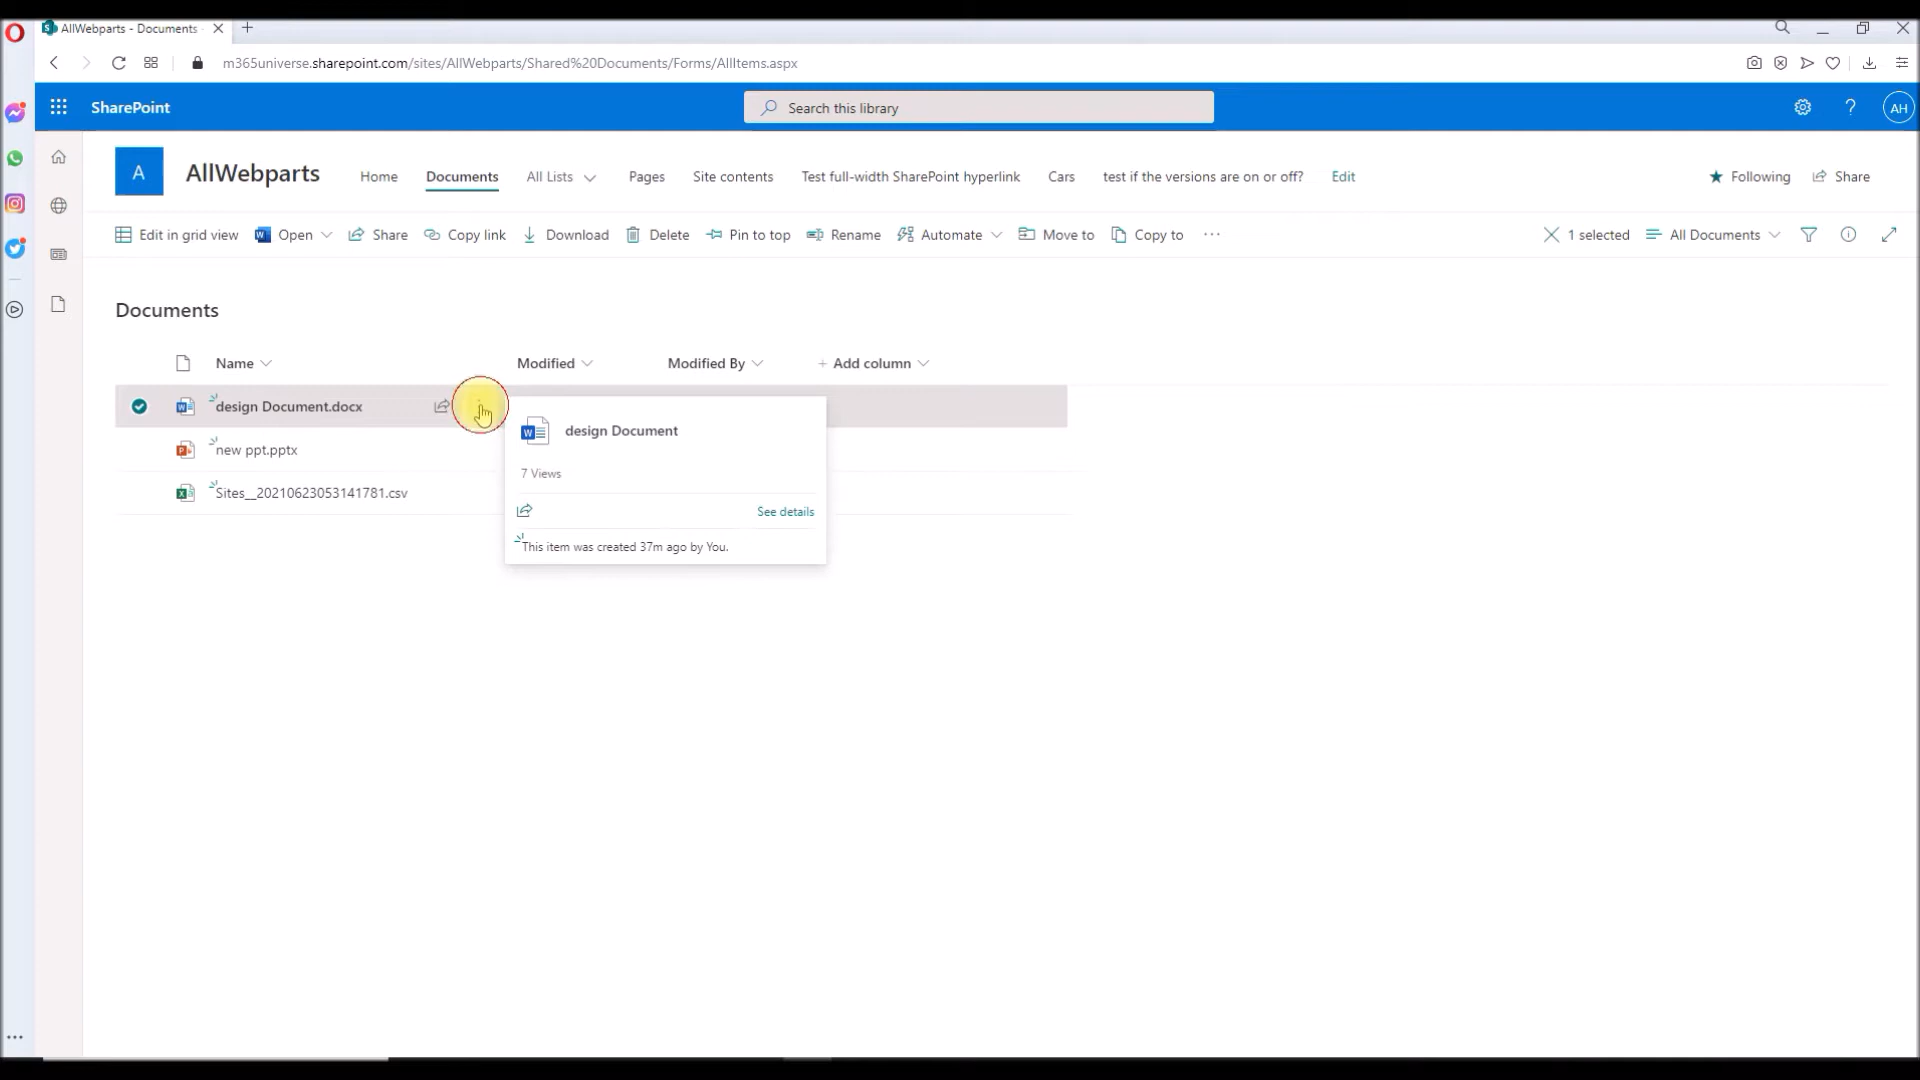 AllWebparts - Documents
m365universe.sharepoint.com/sites/AllWebparts/Shared%20Documents/Forms/AllItems.aspx
SharePoint
Search this library
AH
A
AllWebparts
Home
Documents
All Lists
Pages
Site contents
Test full-width SharePoint hyperlink
Cars
test if the versions are on or off?
Edit
Following
Share
Edit in grid view
Open
Share
Copy link
Download
Delete
Pin to top
Rename
Automate
Move to
Copy to
1 selected
All Documents
Documents
Name
Modified
Modified By
+ Add column
design Document.docx
new ppt.pptx
Sites__20210623053141781.csv
design Document
7 Views
See details
This item was created 37m ago by You.